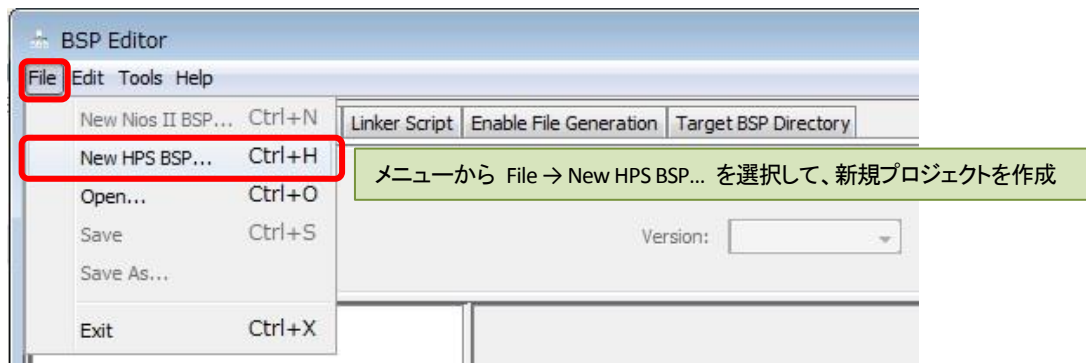 BSP Editor
File Edit Tools Help
New Nios II BSP... Ctrl+N
Linker Script Enable File Generation Target BSP Directory
New HPS BSP... Ctrl+H
メニューから File → New HPS BSP... を選択して、新規プロジェクトを作成
Open... Ctrl+O
Save Ctrl+S
Version:
Save As...
Exit Ctrl+X